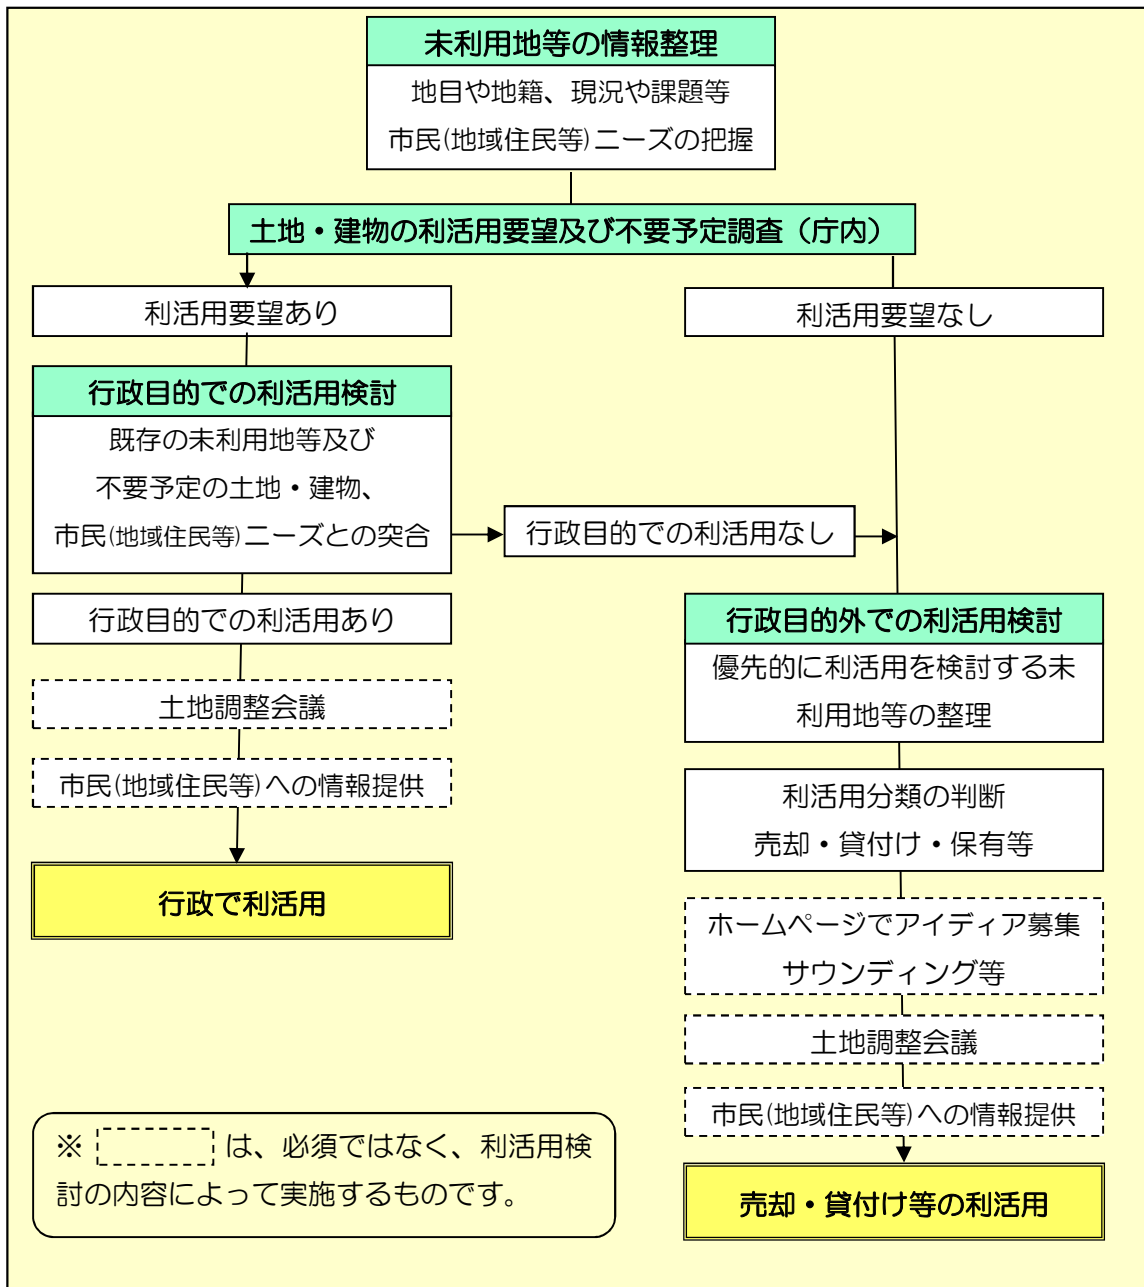 未利用地等の情報整理
地目や地籍、現況や課題等
市民(地域住民等)ニーズの把握
土地・建物の利活用要望及び不要予定調査（庁内）
利活用要望あり
利活用要望なし
行政目的での利活用検討
既存の未利用地等及び
不要予定の土地・建物、
市民(地域住民等)ニーズとの突合
行政目的での利活用なし
行政目的での利活用あり
土地調整会議
市民(地域住民等)への情報提供
行政で利活用
行政目的外での利活用検討
優先的に利活用を検討する未
利用地等の整理
利活用分類の判断
売却・貸付け・保有等
ホームページでアイディア募集
サウンディング等
土地調整会議
市民(地域住民等)への情報提供
売却・貸付け等の利活用
※ は、必須ではなく、利活用検
討の内容によって実施するものです。